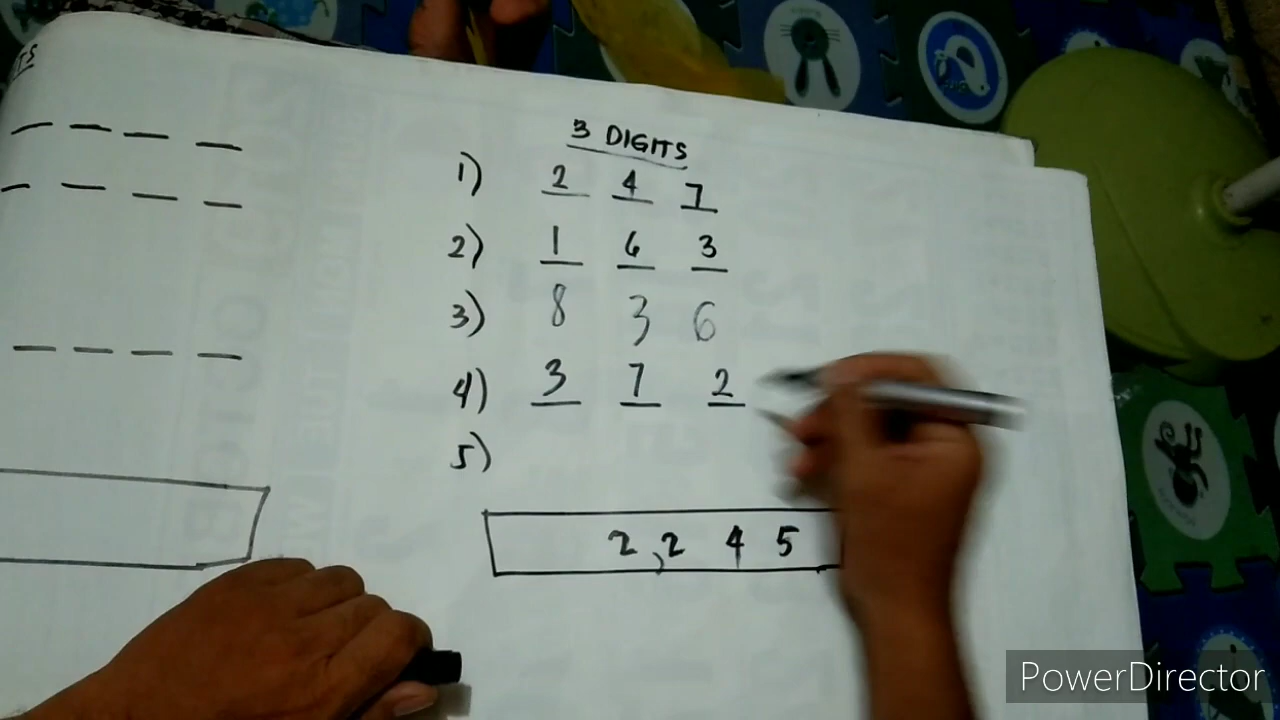 TS
3 DIGITS
1) 2 4 7
2) 1 6 3
3) 8 3 6
4) 3 7 2
5)
2,2 4 5
PowerDirector